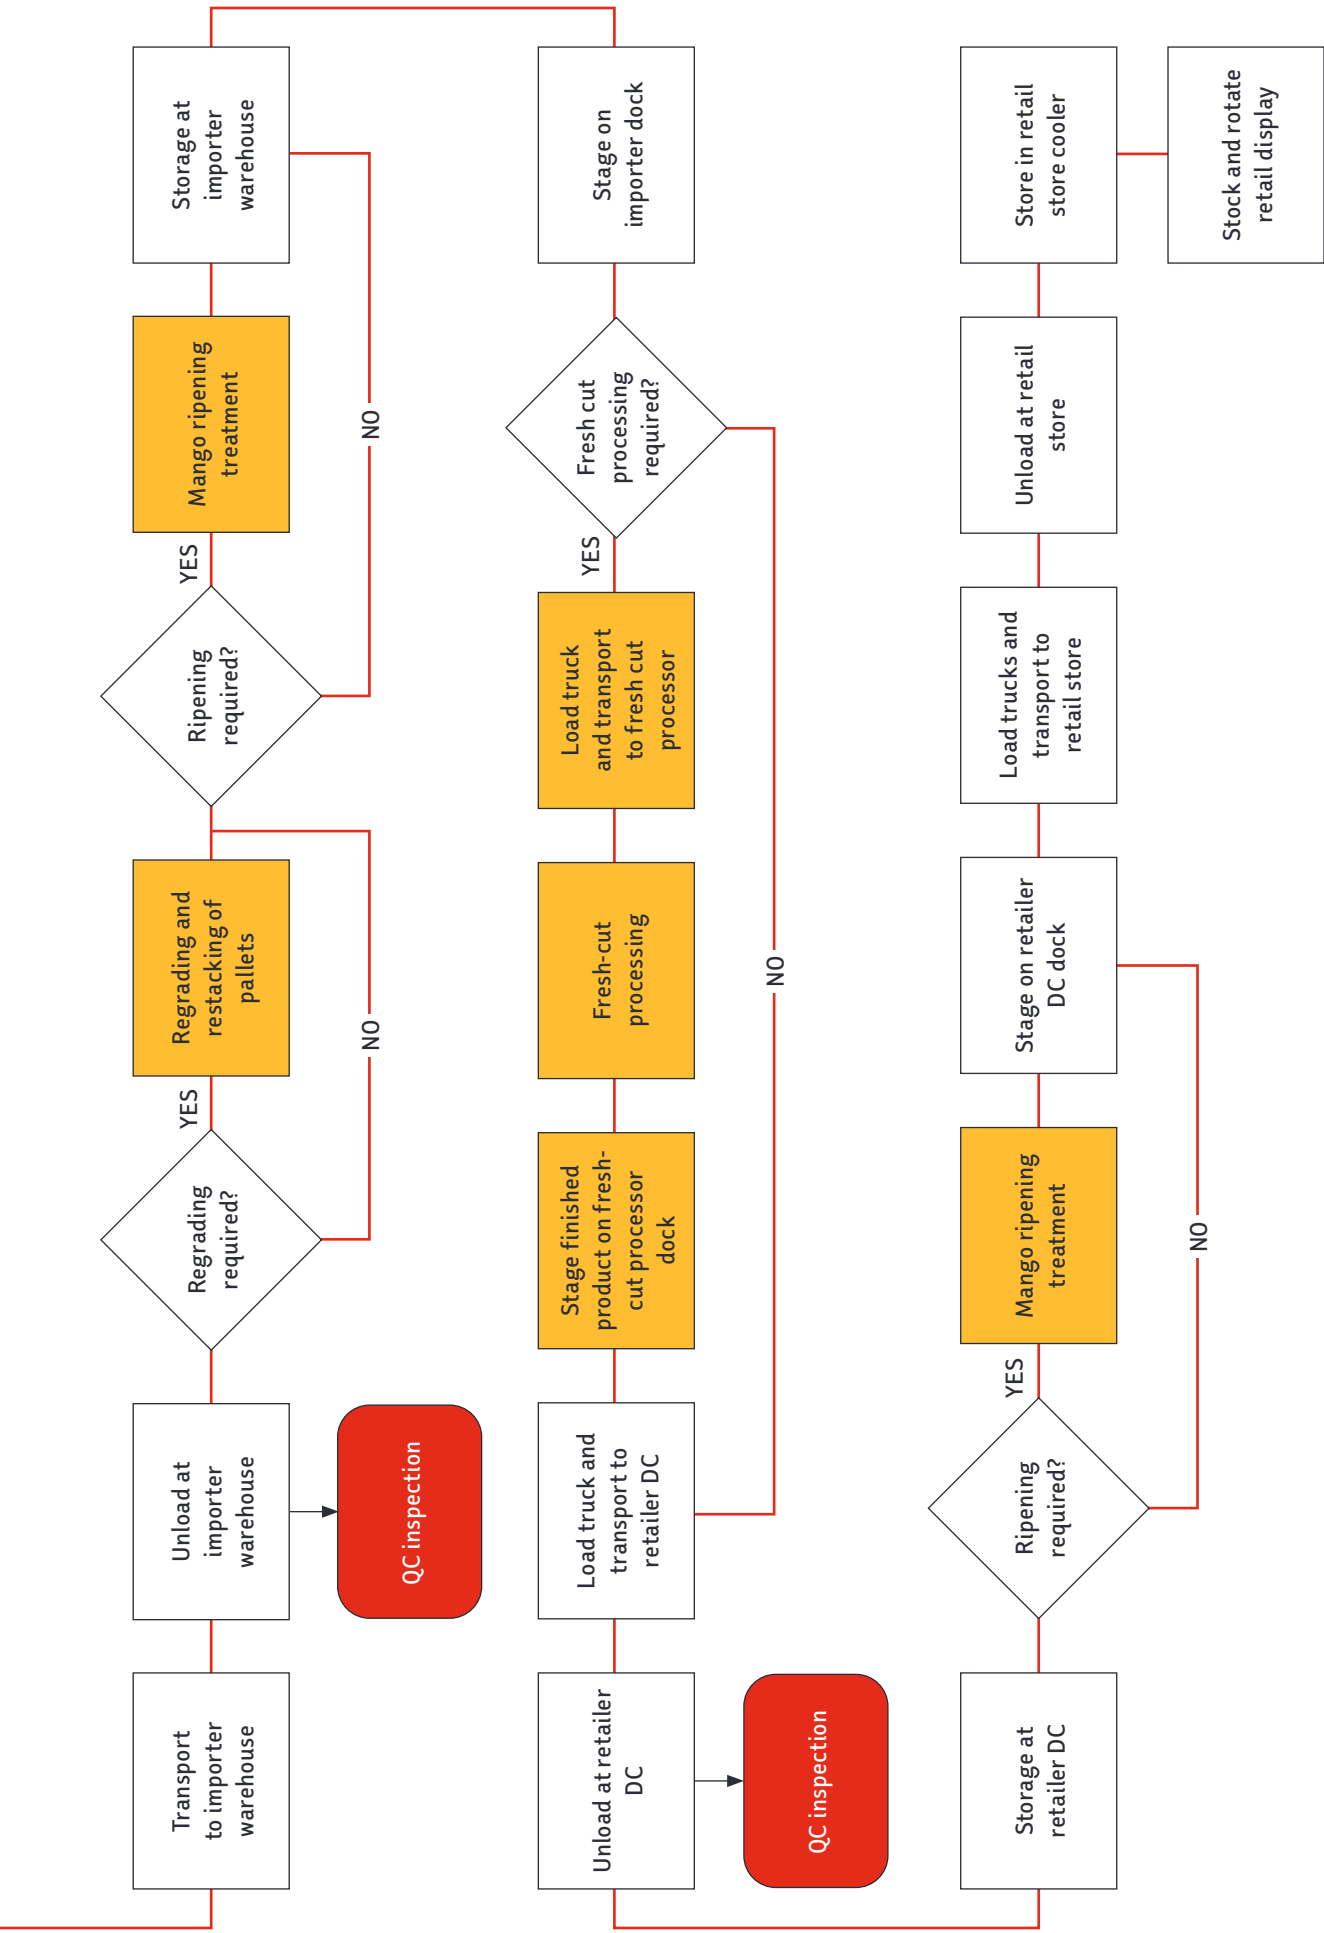 Transport
to importer
warehouse
Unload at
importer
warehouse
QC inspection
Regrading
required?
YES
NO
Regrading and
restacking of
pallets
Ripening
required?
YES
NO
Mango ripening
treatment
Storage at
importer
warehouse
Stage on
importer dock
Fresh cut
processing
required?
YES
NO
Load truck
and transport
to fresh cut
processor
Fresh-cut
processing
Stage finished
product on fresh-
cut processor
dock
Load truck and
transport to
retailer DC
Unload at retailer
DC
QC inspection
Storage at
retailer DC
Ripening
required?
YES
NO
Mango ripening
treatment
Stage on retailer
DC dock
Load trucks and
transport to
retail store
Unload at retail
store
Store in retail
store cooler
Stock and rotate
retail display